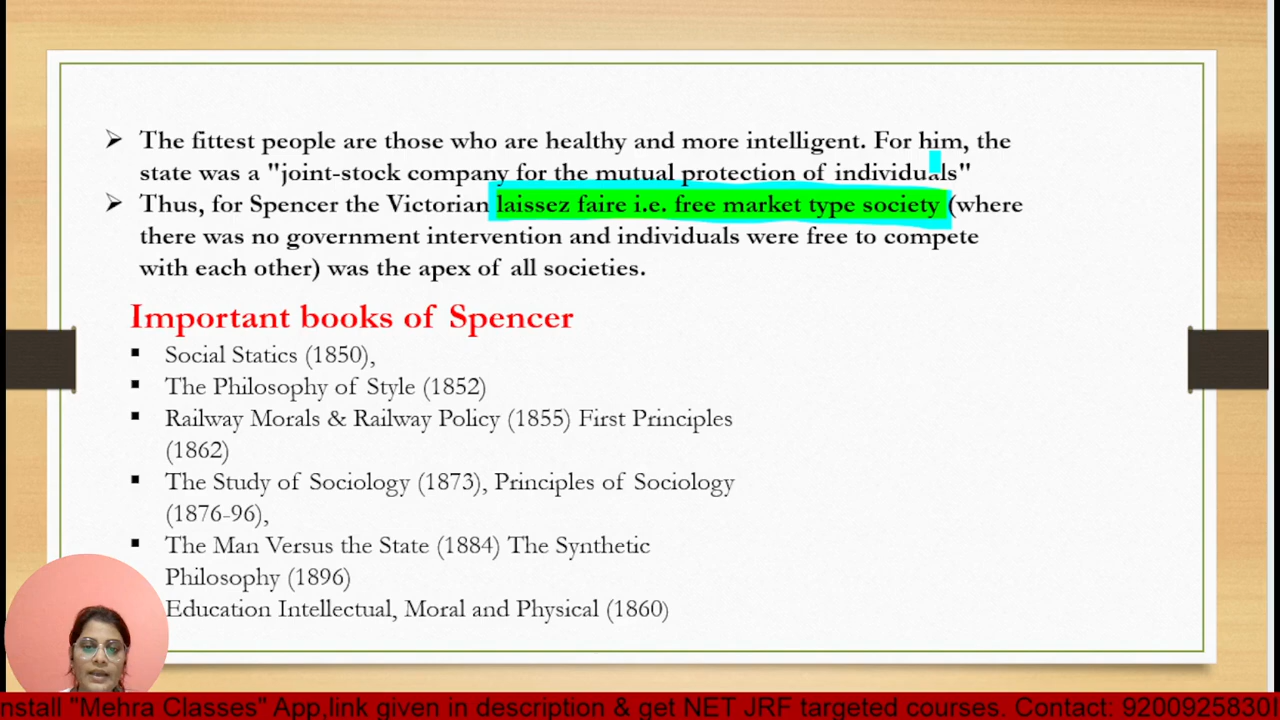 The fittest people are those who are healthy and more intelligent. For him, the
state was a "joint-stock company for the mutual protection of individuals"
Thus, for Spencer the Victorian laissez faire i.e. free market type society (where
there was no government intervention and individuals were free to compete
with each other) was the apex of all societies.
Important books of Spencer
Social Statics (1850),
The Philosophy of Style (1852)
Railway Morals & Railway Policy (1855) First Principles
(1862)
The Study of Sociology (1873), Principles of Sociology
(1876-96),
The Man Versus the State (1884) The Synthetic
Philosophy (1896)
Education Intellectual, Moral and Physical (1860)
nstall "Mehra Classes" App,link given in description & get NET JRF targeted courses. Contact: 9200925830